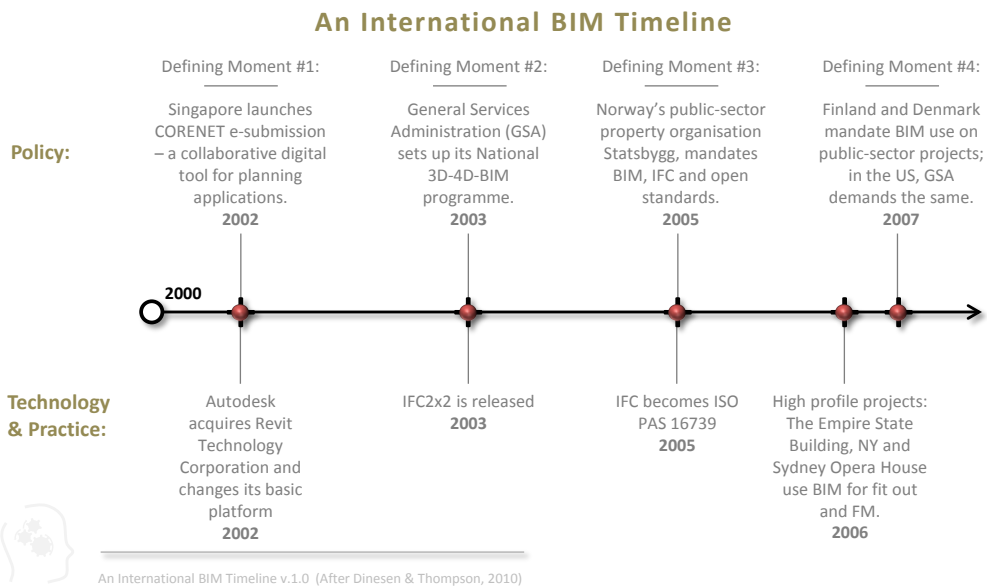 An International BIM Timeline
Defining Moment #1:
Singapore launches
CORENET e-submission
– a collaborative digital
tool for planning
applications.
2002
Defining Moment #2:
General Services
Administration (GSA)
sets up its National
3D-4D-BIM
programme.
2003
Defining Moment #3:
Norway's public-sector
property organisation
Statsbygg, mandates
BIM, IFC and open
standards.
2005
Defining Moment #4:
Finland and Denmark
mandate BIM use on
public-sector projects;
in the US, GSA
demands the same.
2007
Policy:
2000
Technology
& Practice:
Autodesk
acquires Revit
Technology
Corporation and
changes its basic
platform
2002
IFC2x2 is released
2003
IFC becomes ISO
PAS 16739
2005
High profile projects:
The Empire State
Building, NY and
Sydney Opera House
use BIM for fit out
and FM.
2006
An International BIM Timeline v.1.0 (After Dinesen & Thompson, 2010)